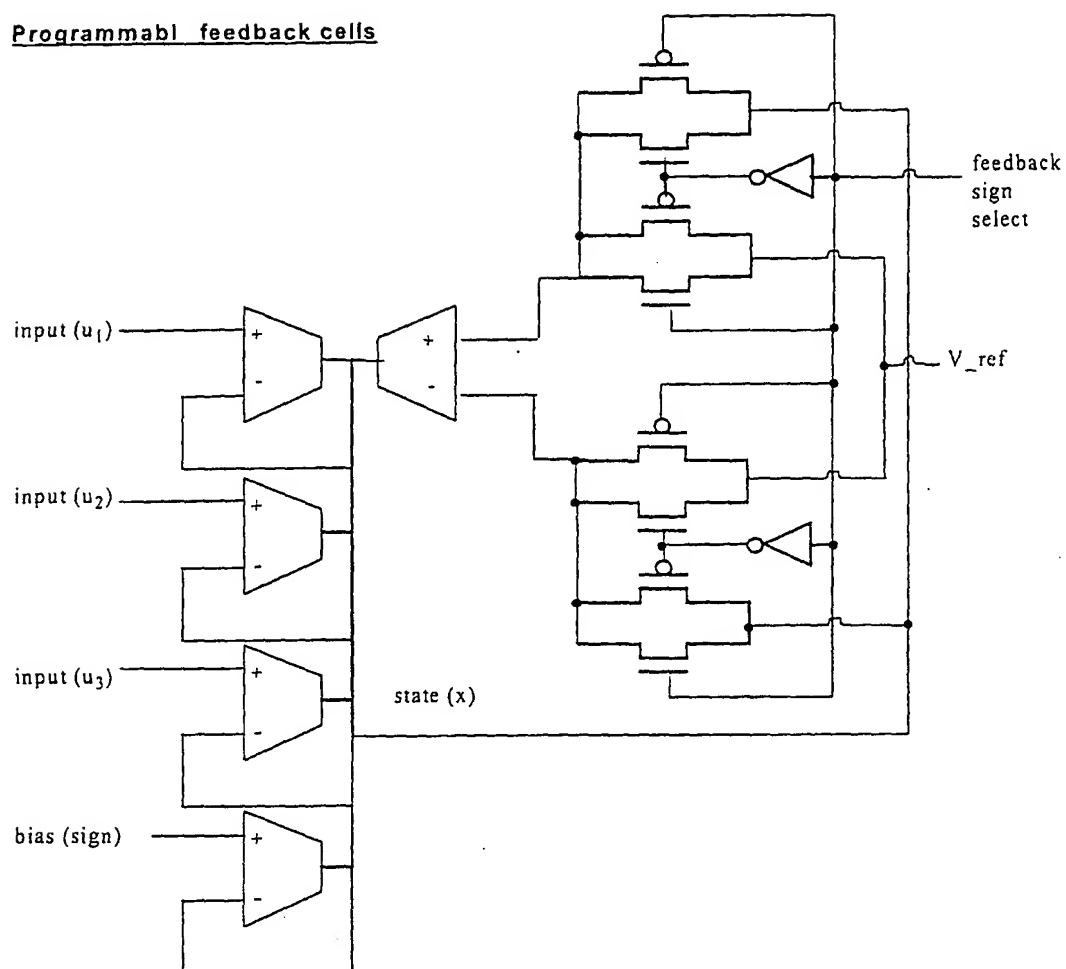 Programmabl feedback cells
feedback
sign
select
input (u1)
+
-
+
-
V_ref
input (u2)
+
-
input (u3)
+
-
state (x)
bias (sign)
+
-